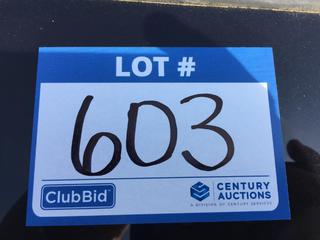 LOT #
603
ClubBid
CENTURY
AUCTIONS
A DIVISION OF CENTURY SERVICES